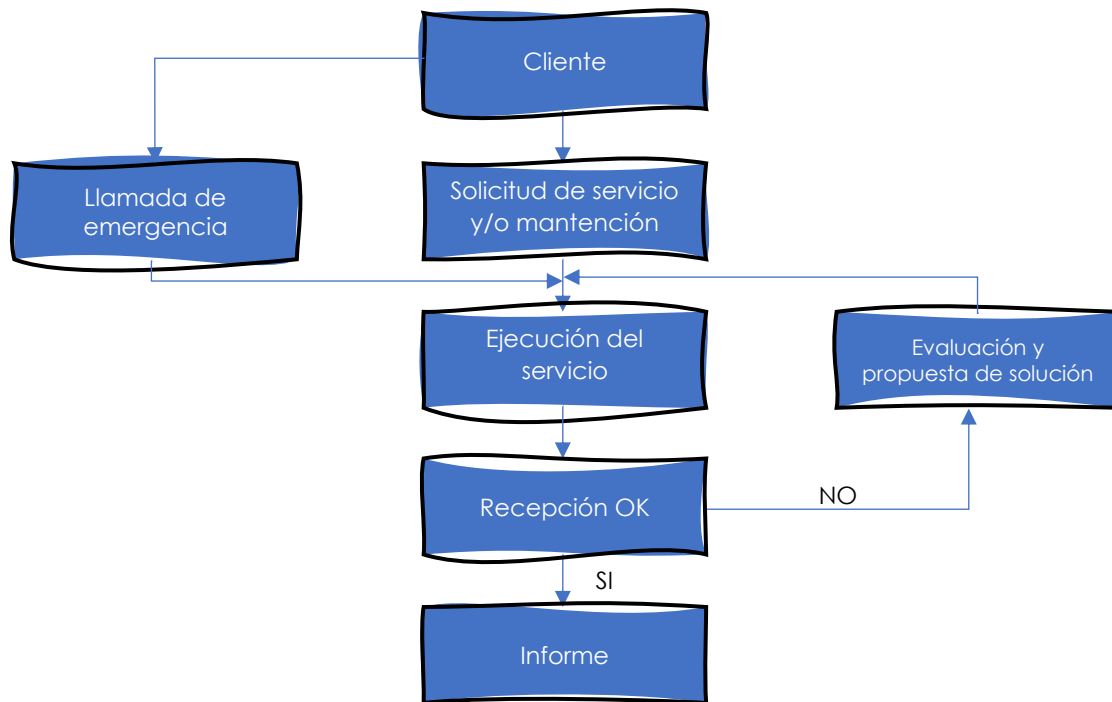 Cliente
Llamada de
emergencia
Solicitud de servicio
y/o mantención
Ejecución del
servicio
Evaluación y
propuesta de solución
Recepción OK
NO
SI
Informe